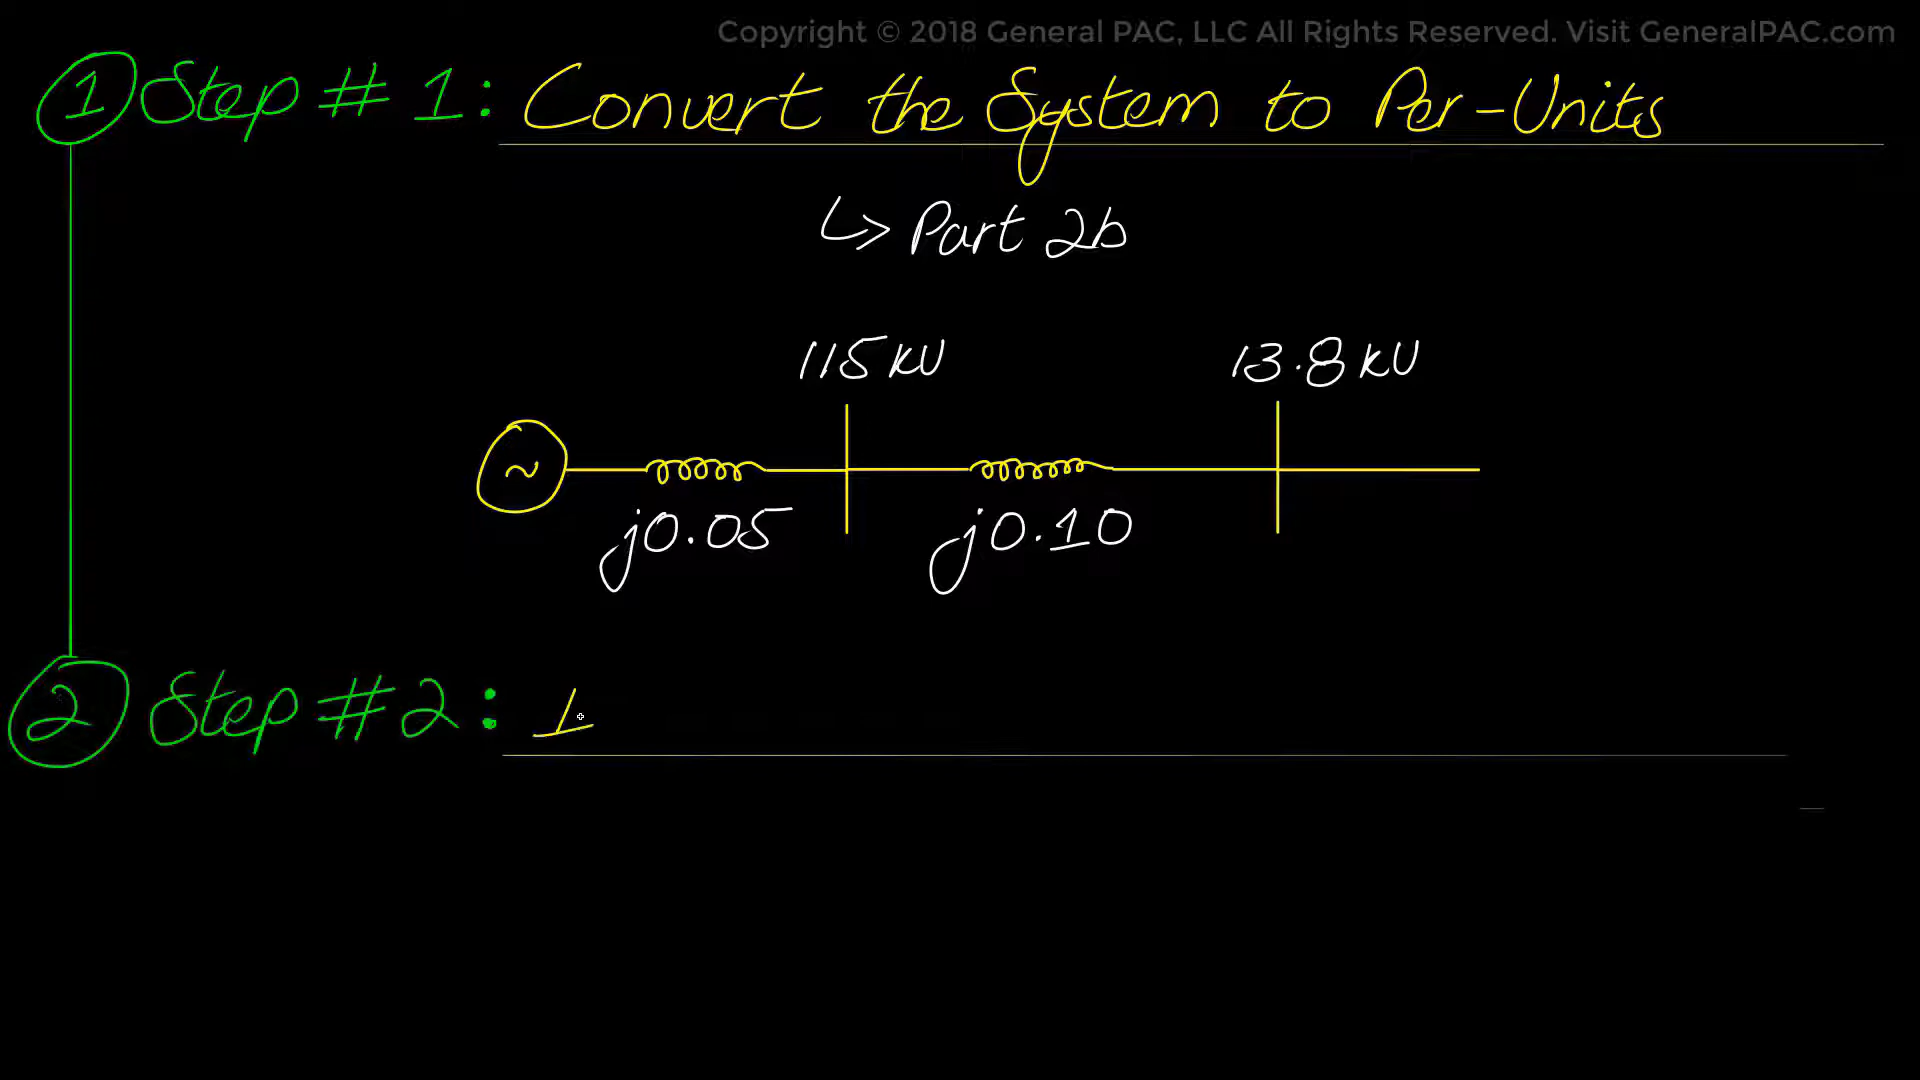 Copyright © 2018 General PAC, LLC All Rights Reserved. Visit GeneralPAC.com
1 Step # 1: Convert the System to Per-Units
↳ Part 2b
115 kV 13.8 kV
~
j0.05 j0.10
2 Step # 2: